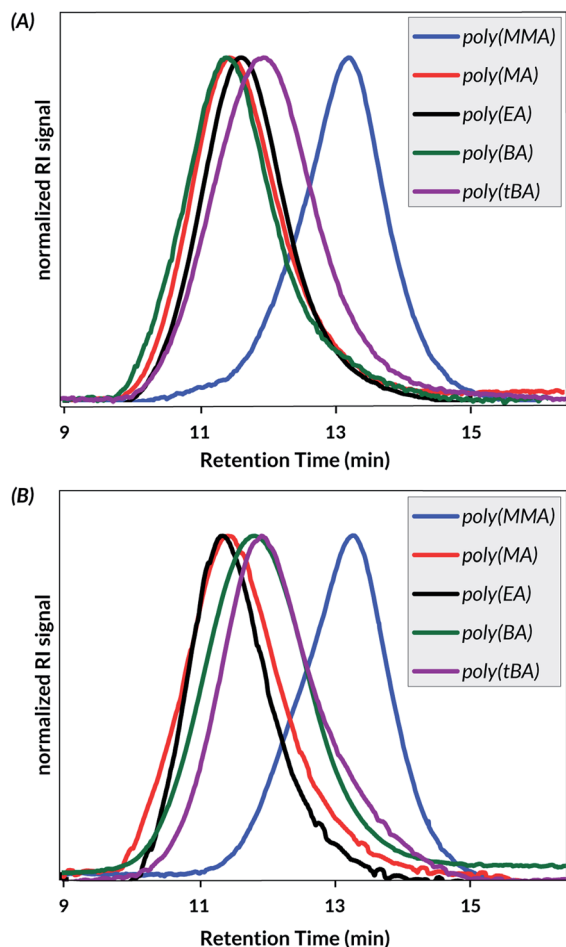 (A)
poly(MMA)
poly(MA)
poly(EA)
poly(BA)
poly(tBA)
normalized RI signal
9 11 13 15
Retention Time (min)
(B)
poly(MMA)
poly(MA)
poly(EA)
poly(BA)
poly(tBA)
normalized RI signal
9 11 13 15
Retention Time (min)